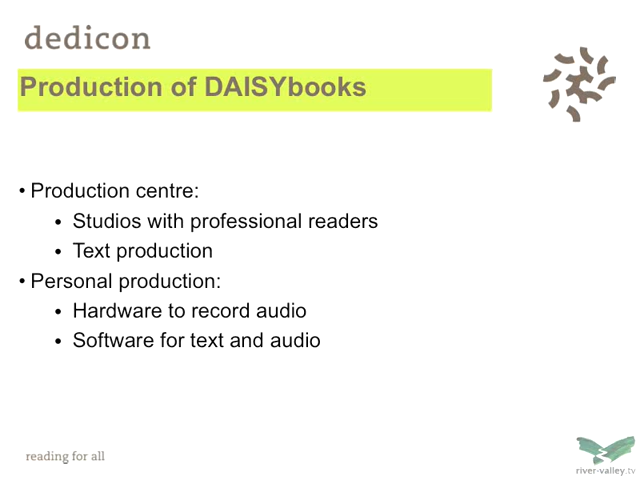 dedicon
Production of DAISYbooks
• Production centre:
• Studios with professional readers
• Text production
• Personal production:
• Hardware to record audio
• Software for text and audio
reading for all
river-valley.tv